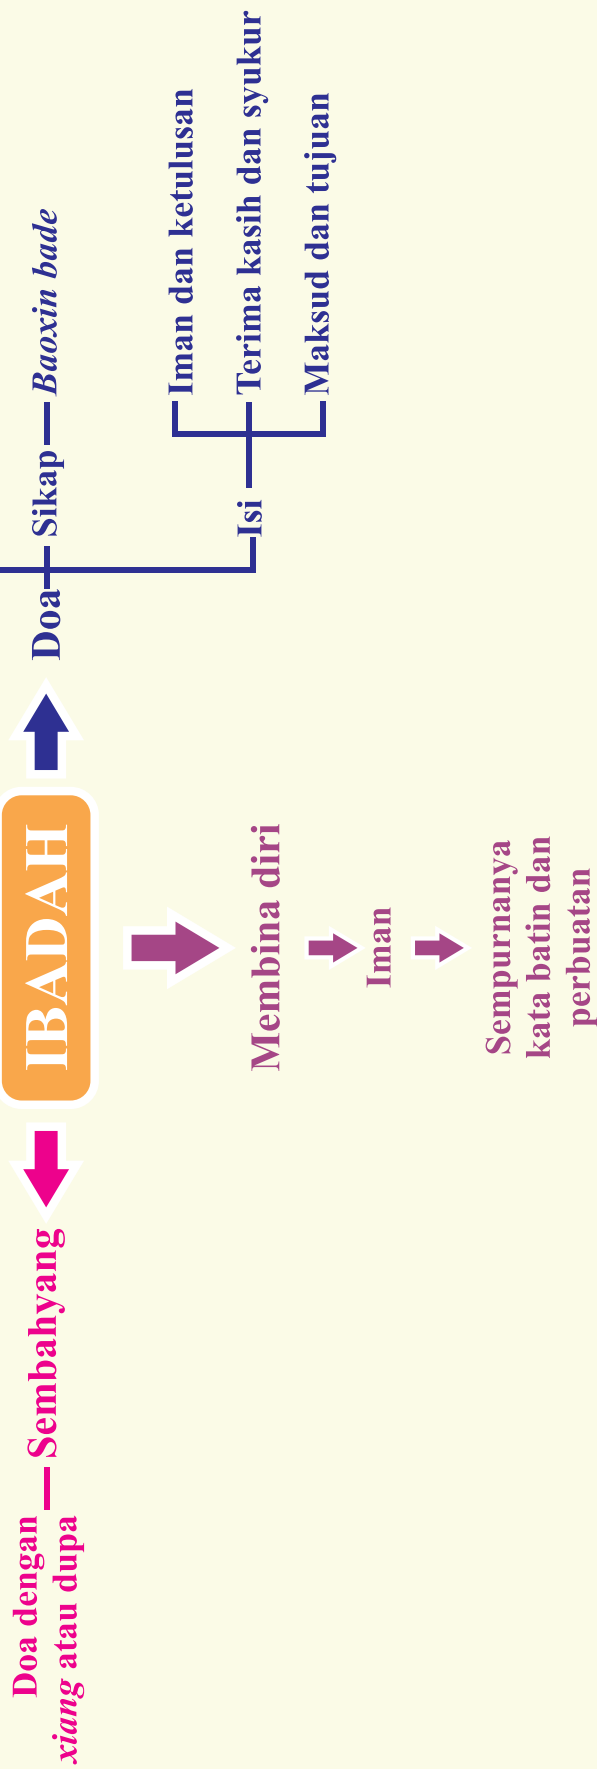 Doa dengan
xiang atau dupa
Sembahyang
IBADAH
Doa
Sikap
Baoxin bade
Isi
Iman dan ketulusan
Terima kasih dan syukur
Maksud dan tujuan
Membina diri
Iman
Sempurnanya
kata batin dan
perbuatan